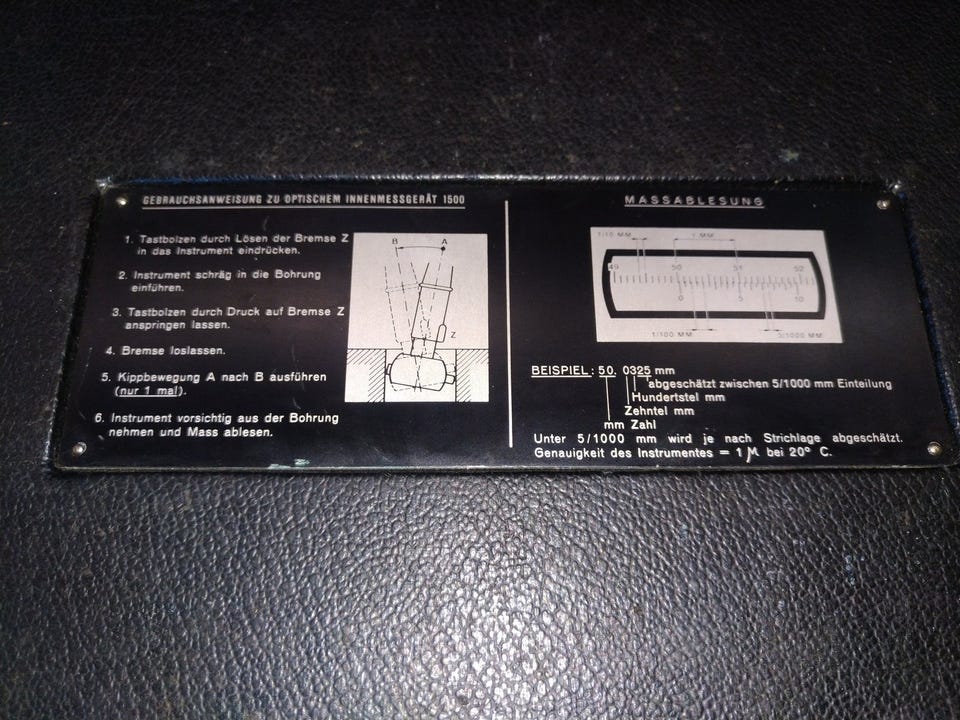 GEBRAUCHSANWEISUNG ZU OPTISCHEM INNENMESSGERÄT 1500
1. Tastbolzen durch Lösen der Bremse Z
in das Instrument eindrücken.
2. Instrument schräg in die Bohrung
einführen.
3. Tastbolzen durch Druck auf Bremse Z
anspringen lassen.
4. Bremse loslassen.
5. Kippbewegung A nach B ausführen
(nur 1 mal).
6. Instrument vorsichtig aus der Bohrung
nehmen und Mass ablesen.
B A
Z
MASSABLESUNG
1/10 MM 1 MM
49 50 51 52
0 5 10
1/100 MM 5/1000 MM
BEISPIEL: 50, 0325 mm
abgeschätzt zwischen 5/1000 mm Einteilung
Hundertstel mm
Zehntel mm
mm Zahl
Unter 5/1000 mm wird je nach Strichlage abgeschätzt.
Genauigkeit des Instrumentes = 1 μ bei 20° C.